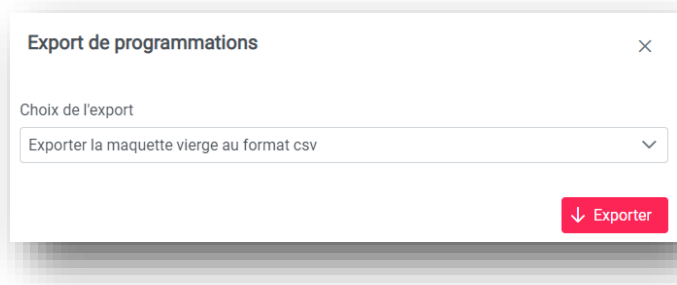 Export de programmations
Choix de l'export
Exporter la maquette vierge au format csv
Exporter